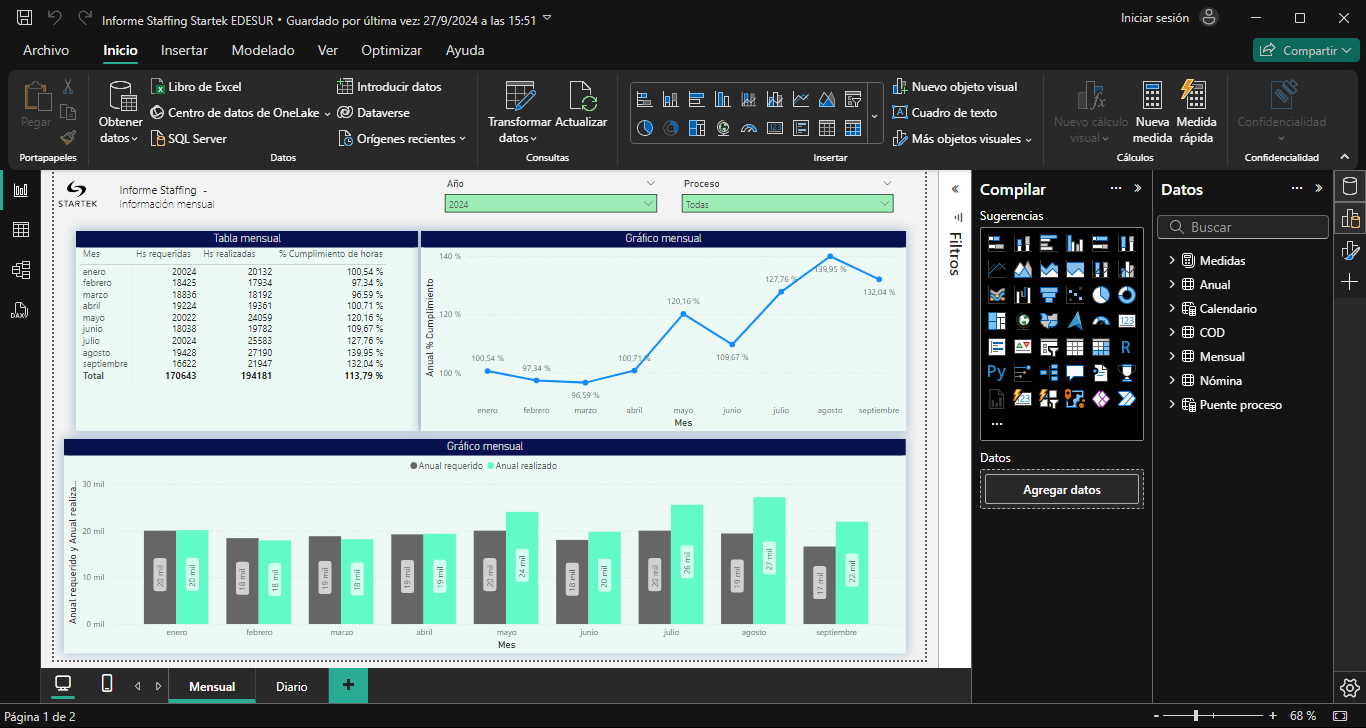 Informe Staffing Startek EDESUR • Guardado por última vez: 27/9/2024 a las 15:51
Iniciar sesión
Archivo Inicio Insertar Modelado Ver Optimizar Ayuda
Compartir
Pegar
Portapapeles
Obtener datos
Libro de Excel
Centro de datos de OneLake
SQL Server
Introducir datos
Dataverse
Orígenes recientes
Datos
Transformar datos
Actualizar
Consultas
Nuevo objeto visual
Cuadro de texto
Más objetos visuales
Insertar
Nuevo cálculo visual
Nueva medida
Medida rápida
Cálculos
Confidencialidad
Confidencialidad
STARTEK
Informe Staffing -
Información mensual
Año
2024
Proceso
Todas
Tabla mensual
Mes Hs requeridas Hs realizadas % Cumplimiento de horas
enero 20024 20132 100,54 %
febrero 18425 17934 97,34 %
marzo 18836 18192 96,59 %
abril 19224 19361 100,71 %
mayo 20022 24059 120,16 %
junio 18038 19782 109,67 %
julio 20024 25583 127,76 %
agosto 19428 27190 139,95 %
septiembre 16622 21947 132,04 %
Total 170643 194181 113,79 %
Gráfico mensual
Anual % Cumplimiento
140 %
120 %
100 %
100,54 %
97,34 %
96,59 %
100,71 %
120,16 %
109,67 %
127,76 %
139,95 %
132,04 %
enero febrero marzo abril mayo junio julio agosto septiembre
Mes
Gráfico mensual
Anual requerido Anual realizado
Anual requerido y Anual realiza...
30 mil
20 mil
10 mil
0 mil
20 mil 20 mil 18 mil 18 mil 19 mil 18 mil 19 mil 19 mil 20 mil 24 mil 18 mil 20 mil 20 mil 26 mil 19 mil 27 mil 17 mil 22 mil
enero febrero marzo abril mayo junio julio agosto septiembre
Mes
Filtros
Compilar
Sugerencias
123
R
Py
123
...
Datos
Agregar datos
Datos
Buscar
Medidas
Anual
Calendario
COD
Mensual
Nómina
Puente proceso
DAX
Mensual
Diario
+
Página 1 de 2
- + 68 %